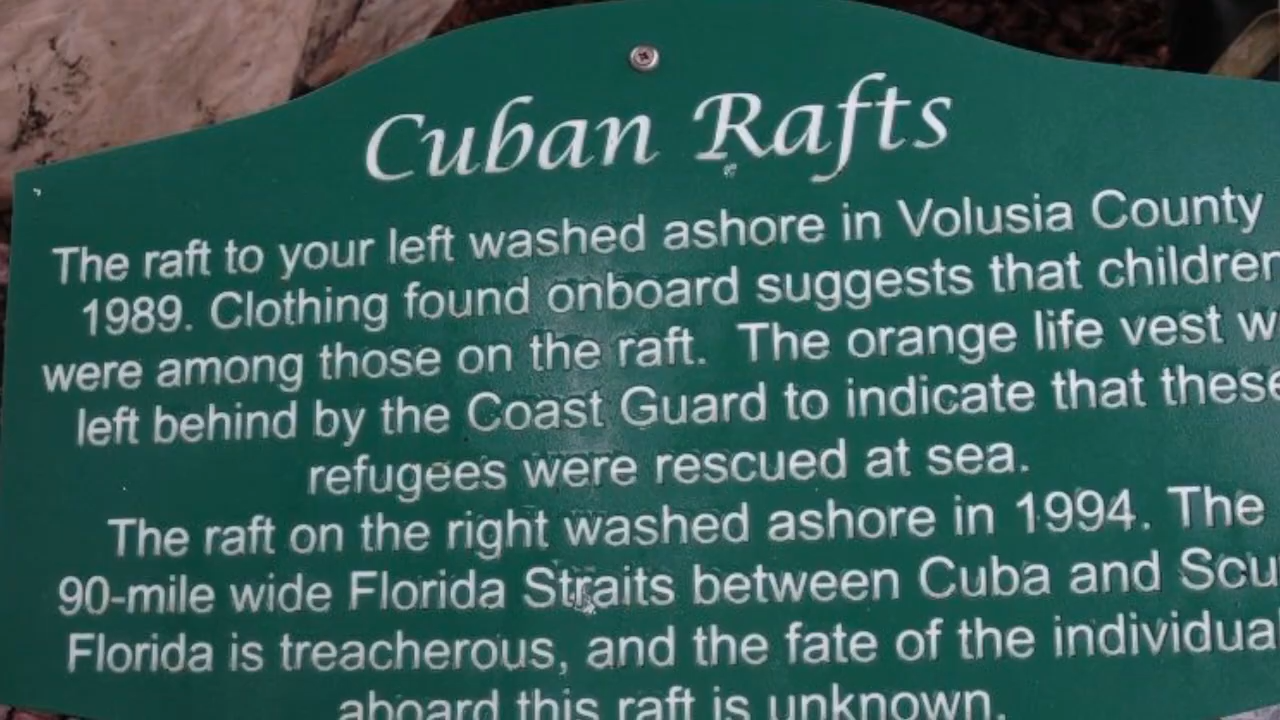 Cuban Rafts
The raft to your left washed ashore in Volusia County
1989. Clothing found onboard suggests that children
were among those on the raft. The orange life vest w
left behind by the Coast Guard to indicate that these
refugees were rescued at sea.
The raft on the right washed ashore in 1994. The
90-mile wide Florida Straits between Cuba and Scu
Florida is treacherous, and the fate of the individua
aboard this raft is unknown.